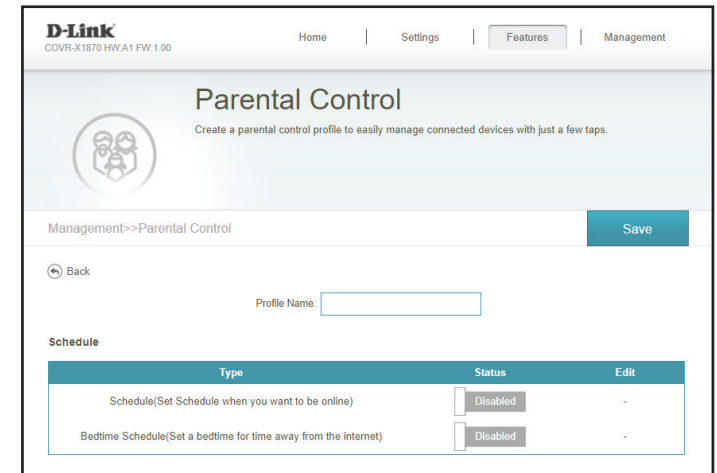 D-Link
COVR-X1870 HW:A1 FW:1.00
Home | Settings | Features | Management
Parental Control
Create a parental control profile to easily manage connected devices with just a few taps.
Management>>Parental Control
Save
Back
Profile Name:
Schedule
Type Status Edit
Schedule(Set Schedule when you want to be online) Disabled -
Bedtime Schedule(Set a bedtime for time away from the internet) Disabled -